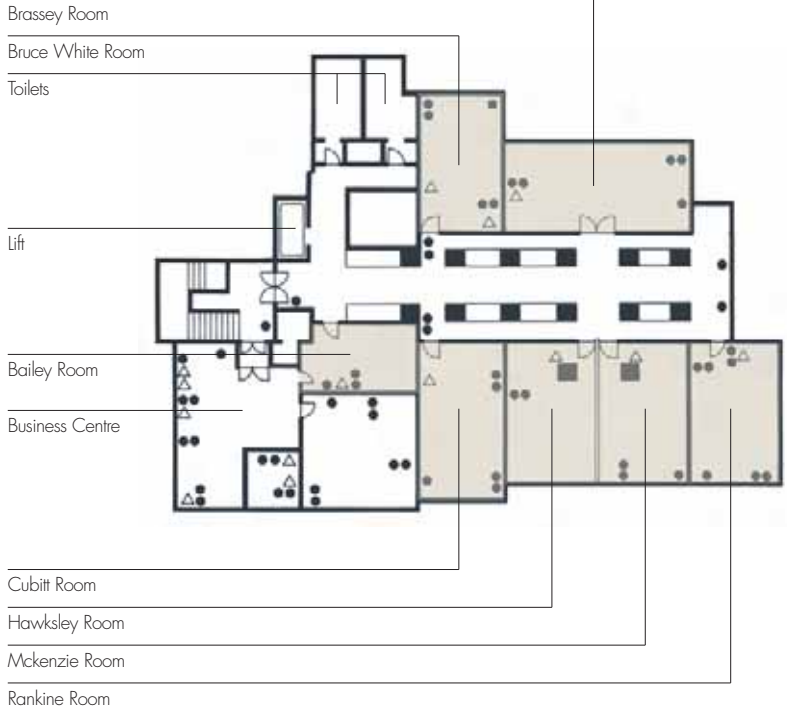 Brassey Room
Bruce White Room
Toilets
Lift
Bailey Room
Business Centre
Cubitt Room
Hawksley Room
Mckenzie Room
Rankine Room